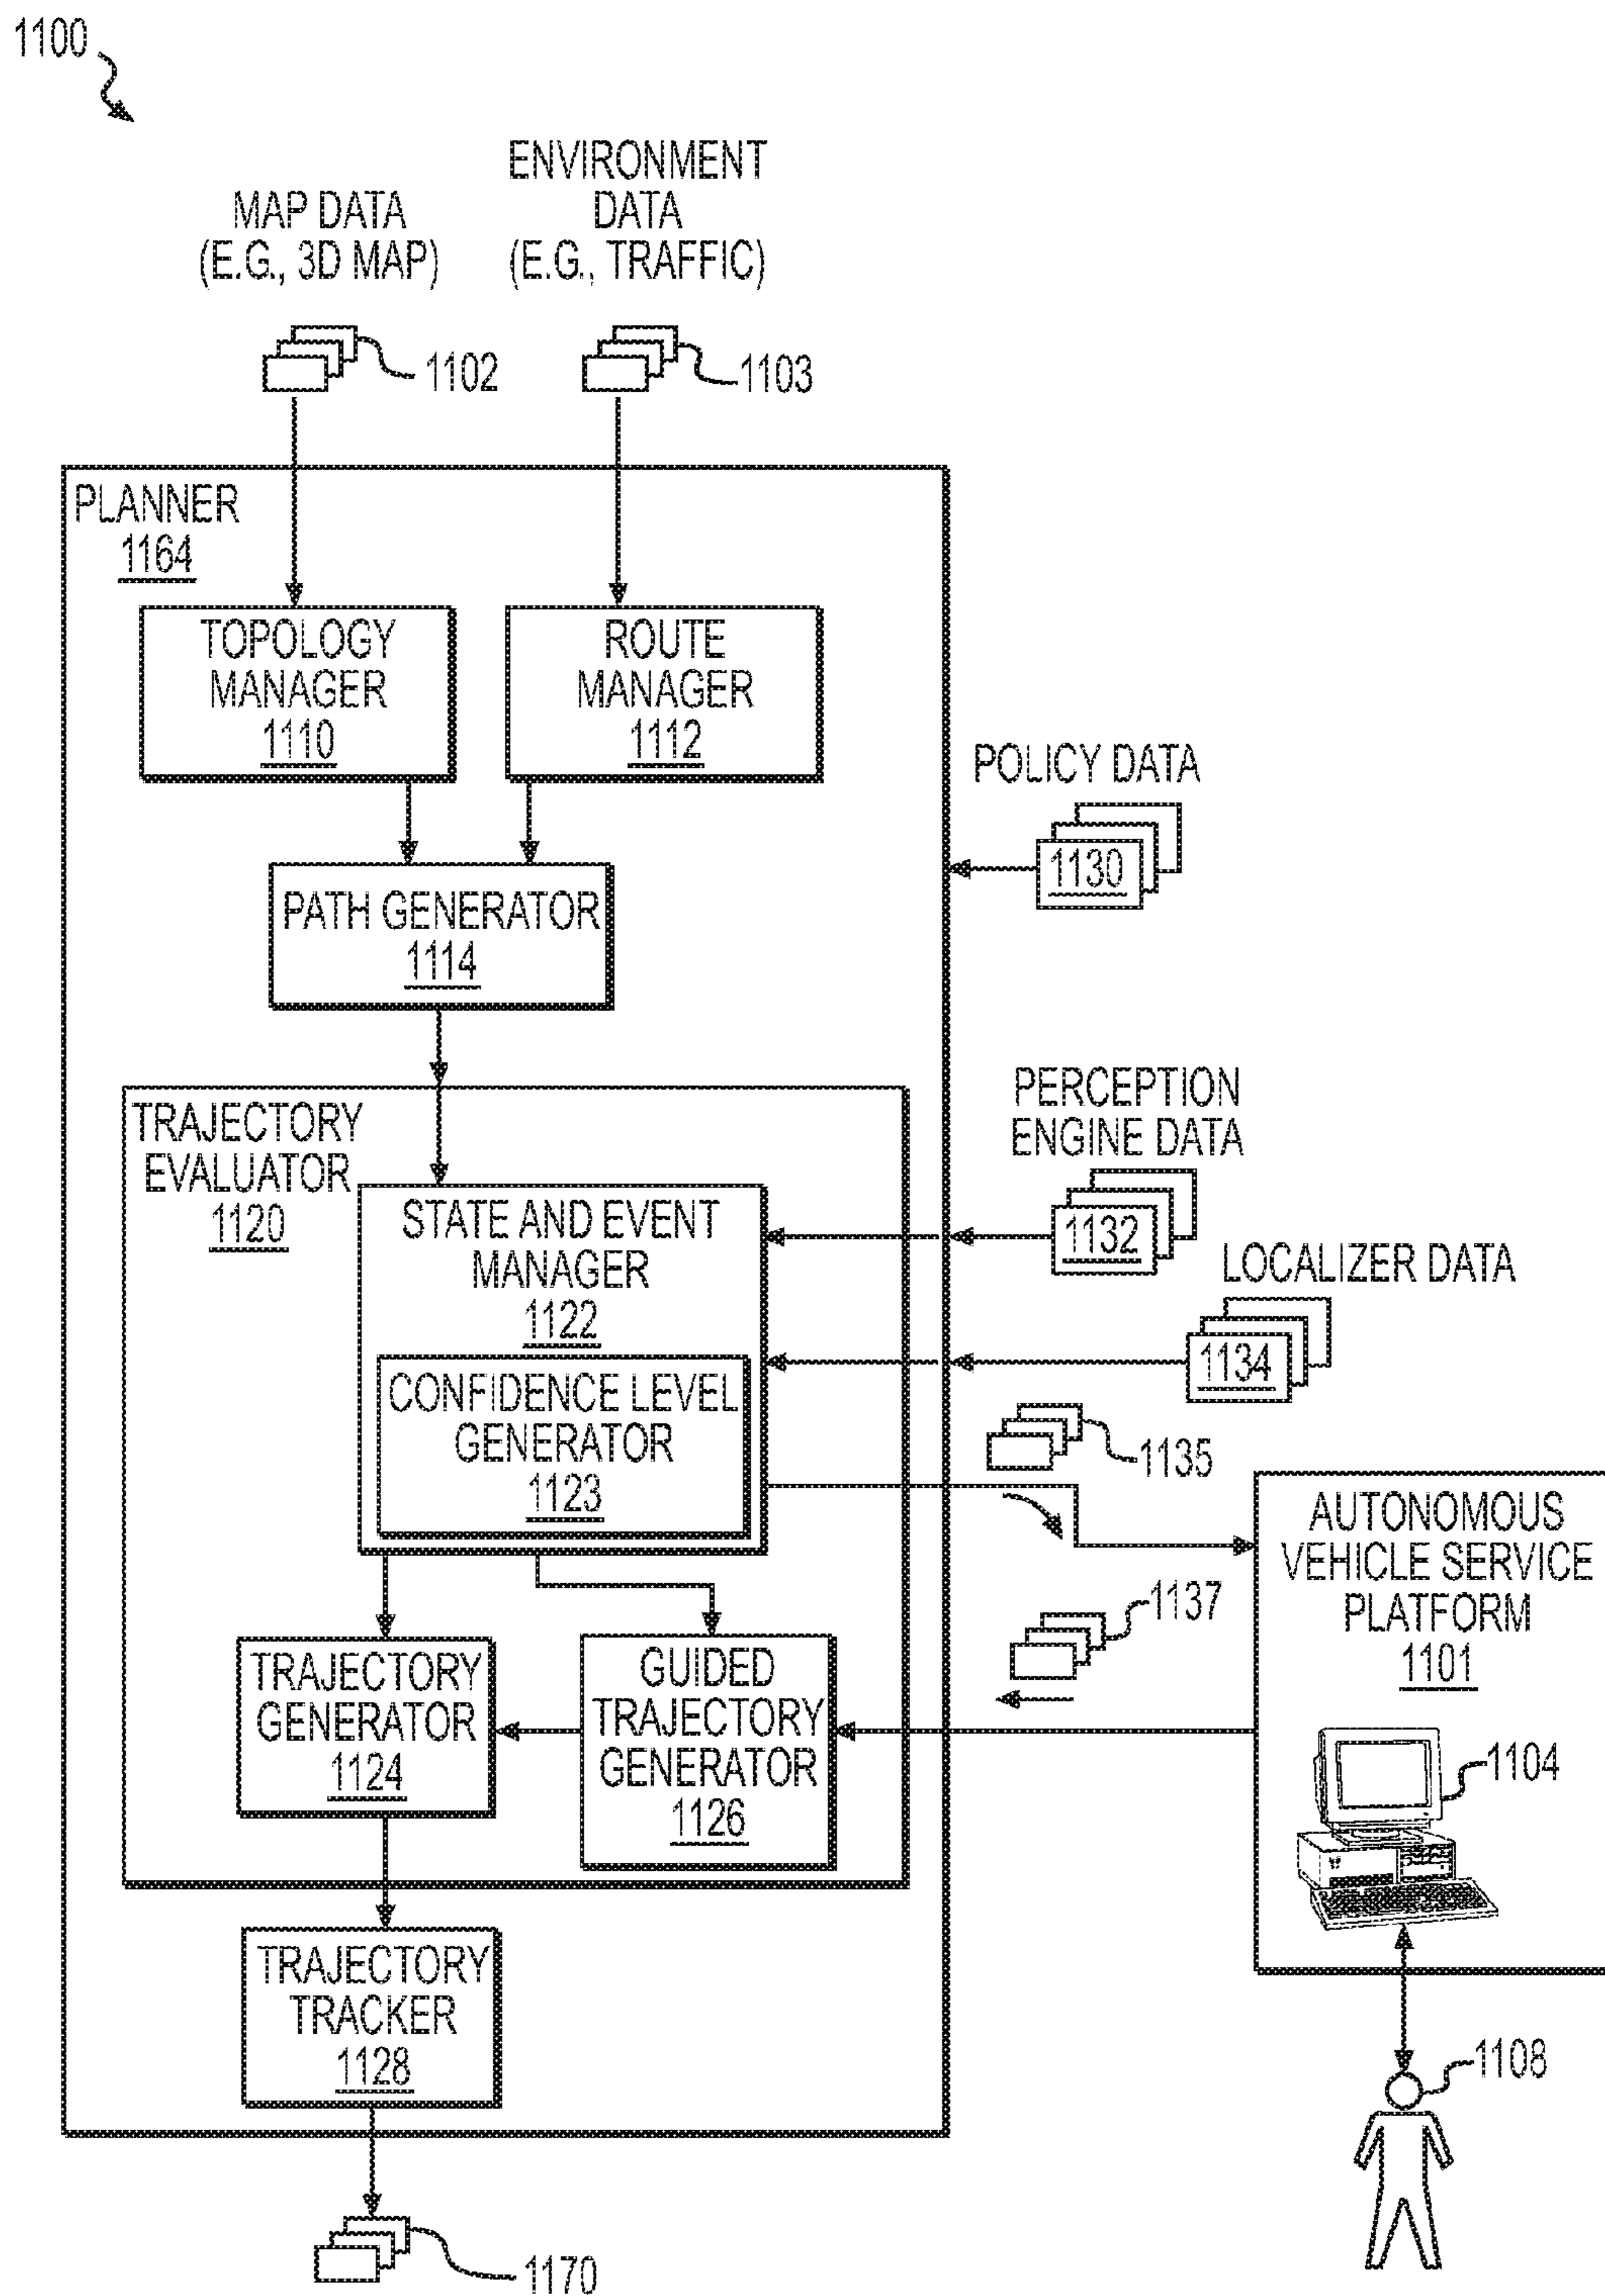 1100
MAP DATA
(E.G., 3D MAP)
ENVIRONMENT
DATA
(E.G., TRAFFIC)
1102
1103
PLANNER
1164
TOPOLOGY
MANAGER
1110
ROUTE
MANAGER
1112
POLICY DATA
1130
PATH GENERATOR
1114
TRAJECTORY
EVALUATOR
1120
PERCEPTION
ENGINE DATA
1132
STATE AND EVENT
MANAGER
1122
LOCALIZER DATA
1134
CONFIDENCE LEVEL
GENERATOR
1123
1135
AUTONOMOUS
VEHICLE SERVICE
PLATFORM
1101
1137
TRAJECTORY
GENERATOR
1124
GUIDED
TRAJECTORY
GENERATOR
1126
1104
TRAJECTORY
TRACKER
1128
1108
1170